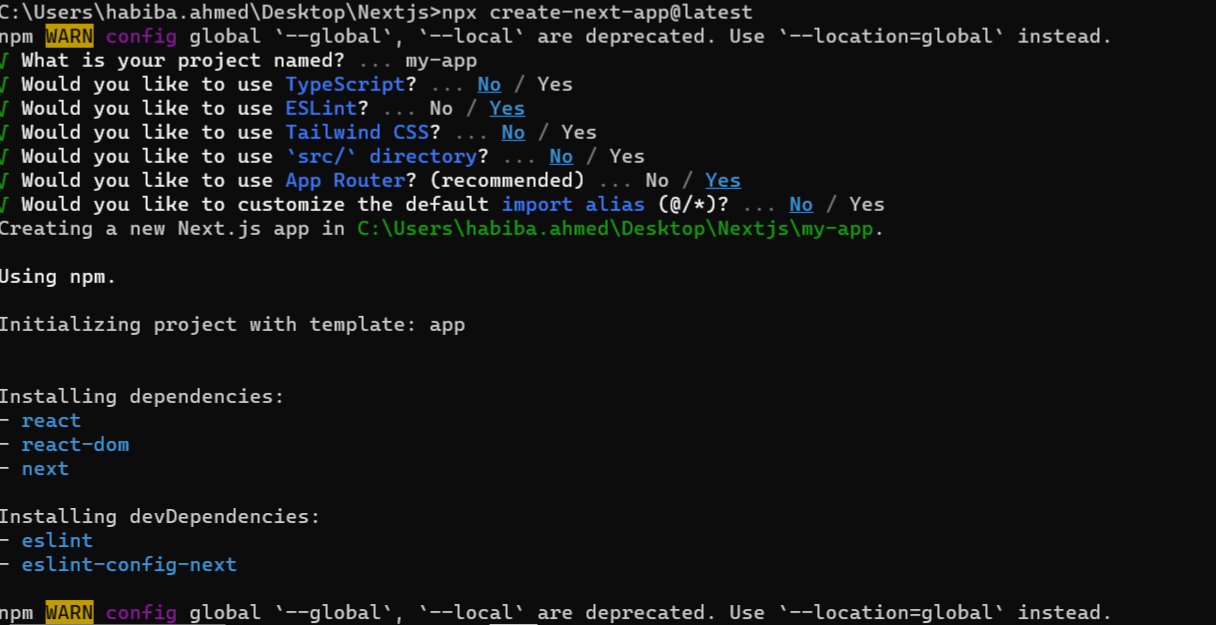 C:\Users\habiba.ahmed\Desktop\Nextjs>npx create-next-app@latest
npm WARN config global `--global`, `--local` are deprecated. Use `--location=global` instead.
√ What is your project named? ... my-app
√ Would you like to use TypeScript? ... No / Yes
√ Would you like to use ESLint? ... No / Yes
√ Would you like to use Tailwind CSS? ... No / Yes
√ Would you like to use `src/` directory? ... No / Yes
√ Would you like to use App Router? (recommended) ... No / Yes
√ Would you like to customize the default import alias (@/*)? ... No / Yes
Creating a new Next.js app in C:\Users\habiba.ahmed\Desktop\Nextjs\my-app.
Using npm.
Initializing project with template: app
Installing dependencies:
- react
- react-dom
- next
Installing devDependencies:
- eslint
- eslint-config-next
npm WARN config global `--global`, `--local` are deprecated. Use `--location=global` instead.